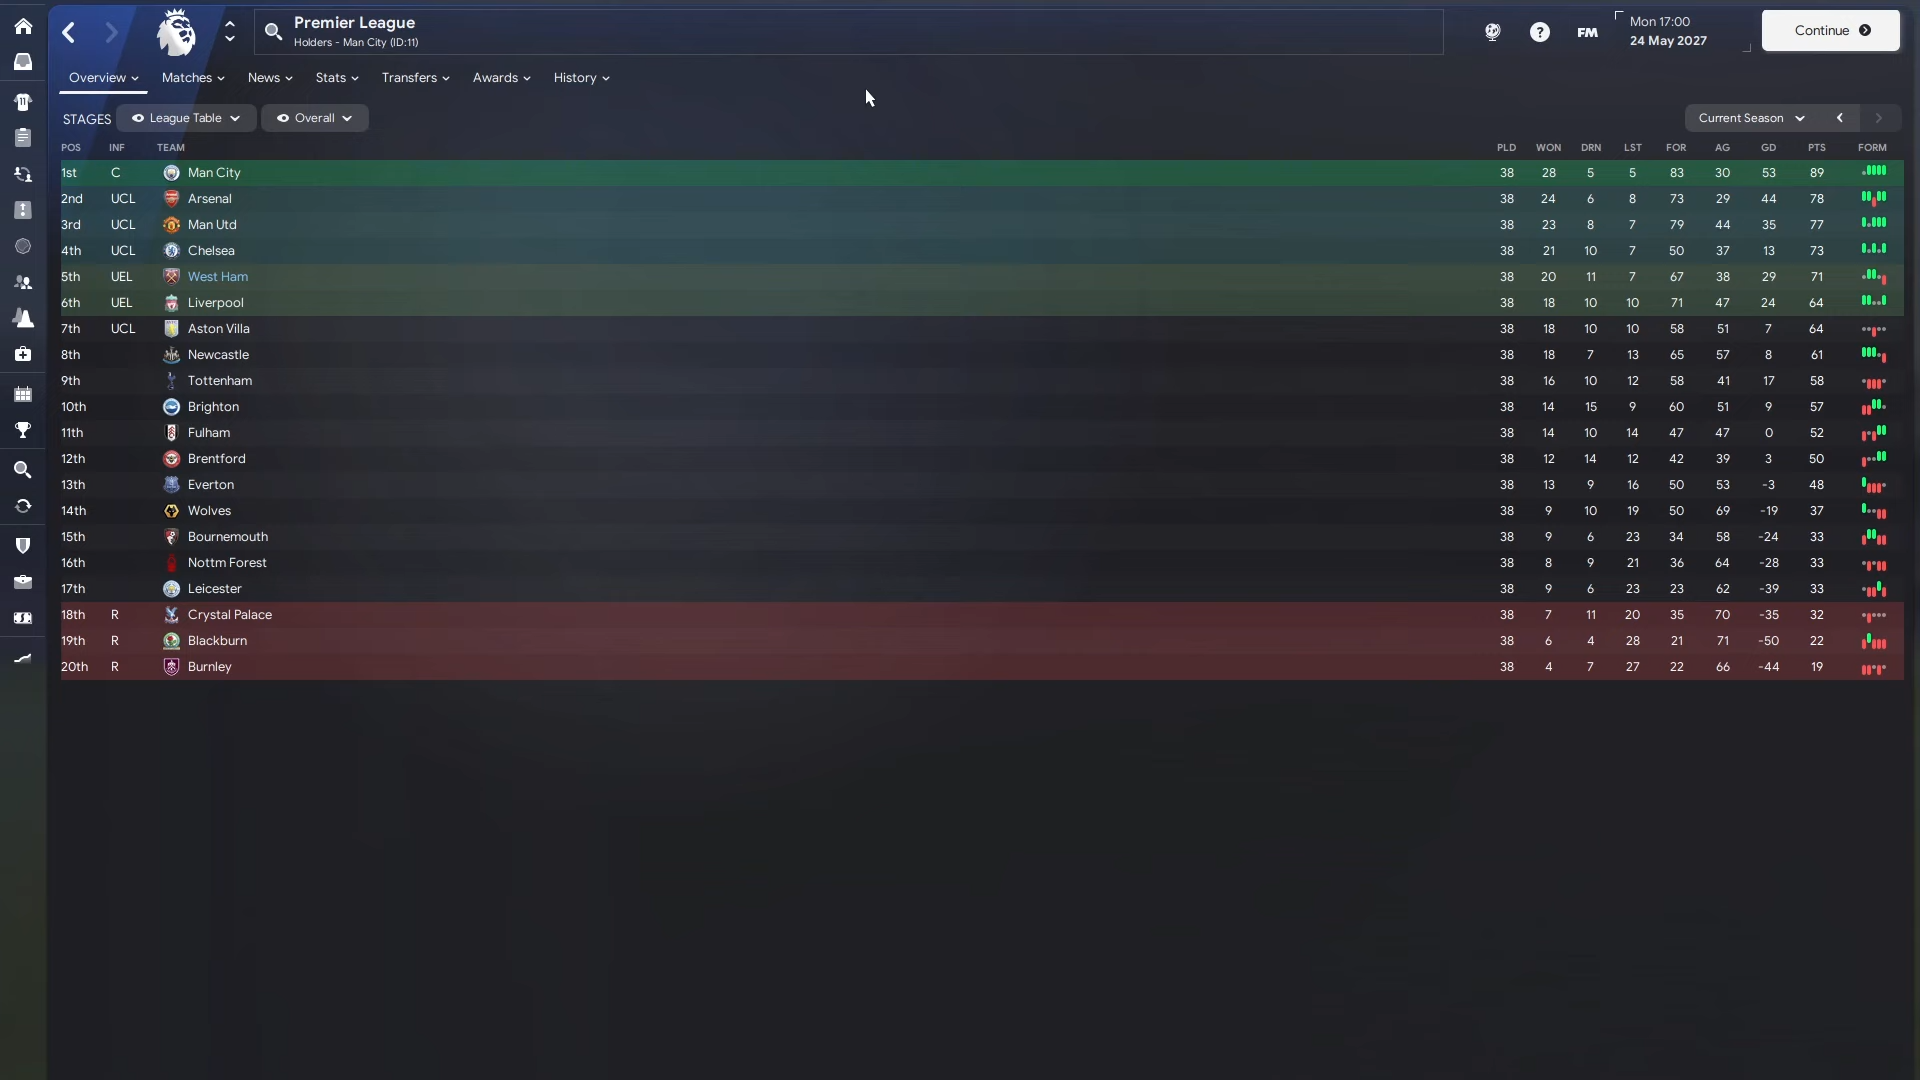 Premier League
Holders - Man City (ID:11)
FM
Mon 17:00
24 May 2027
Continue
Overview Matches News Stats Transfers Awards History
STAGES League Table Overall Current Season
POS INF TEAM PLD WON DRN LST FOR AG GD PTS FORM
1st C Man City 38 28 5 5 83 30 53 89
2nd UCL Arsenal 38 24 6 8 73 29 44 78
3rd UCL Man Utd 38 23 8 7 79 44 35 77
4th UCL Chelsea 38 21 10 7 50 37 13 73
5th UEL West Ham 38 20 11 7 67 38 29 71
6th UEL Liverpool 38 18 10 10 71 47 24 64
7th UCL Aston Villa 38 18 10 10 58 51 7 64
8th Newcastle 38 18 7 13 65 57 8 61
9th Tottenham 38 16 10 12 58 41 17 58
10th Brighton 38 14 15 9 60 51 9 57
11th Fulham 38 14 10 14 47 47 0 52
12th Brentford 38 12 14 12 42 39 3 50
13th Everton 38 13 9 16 50 53 -3 48
14th Wolves 38 9 10 19 50 69 -19 37
15th Bournemouth 38 9 6 23 34 58 -24 33
16th Nottm Forest 38 8 9 21 36 64 -28 33
17th Leicester 38 9 6 23 23 62 -39 33
18th R Crystal Palace 38 7 11 20 35 70 -35 32
19th R Blackburn 38 6 4 28 21 71 -50 22
20th R Burnley 38 4 7 27 22 66 -44 19